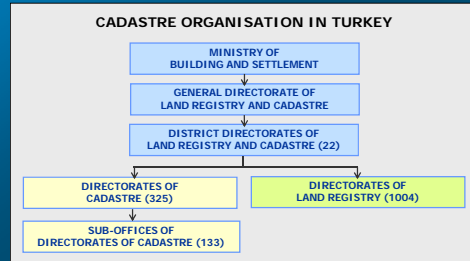 CADASTRE ORGANISATION IN TURKEY
MINISTRY OF
BUILDING AND SETTLEMENT
GENERAL DIRECTORATE OF
LAND REGISTRY AND CADASTRE
DISTRICT DIRECTORATES OF
LAND REGISTRY AND CADASTRE (22)
DIRECTORATES OF
CADASTRE (325)
DIRECTORATES OF
LAND REGISTRY (1004)
SUB-OFFICES OF
DIRECTORATES OF CADASTRE (133)